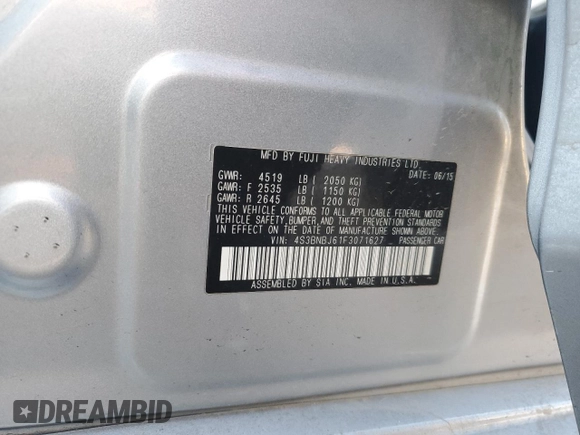 MFD BY FUJI HEAVY INDUSTRIES LTD.
GVWR: 4519 LB ( 2050 KG) DATE: 06/15
GAWR: F 2535 LB ( 1150 KG)
GAWR: R 2645 LB ( 1200 KG)
THIS VEHICLE CONFORMS TO ALL APPLICABLE FEDERAL MOTOR
VEHICLE SAFETY, BUMPER, AND THEFT PREVENTION STANDARDS
IN EFFECT ON THE DATE OF MANUFACTURE SHOWN ABOVE.
VIN: 4S3BNBJ61F3071627 PASSENGER CAR
ASSEMBLED BY SIA INC. MADE IN U.S.A.
DREAMBID